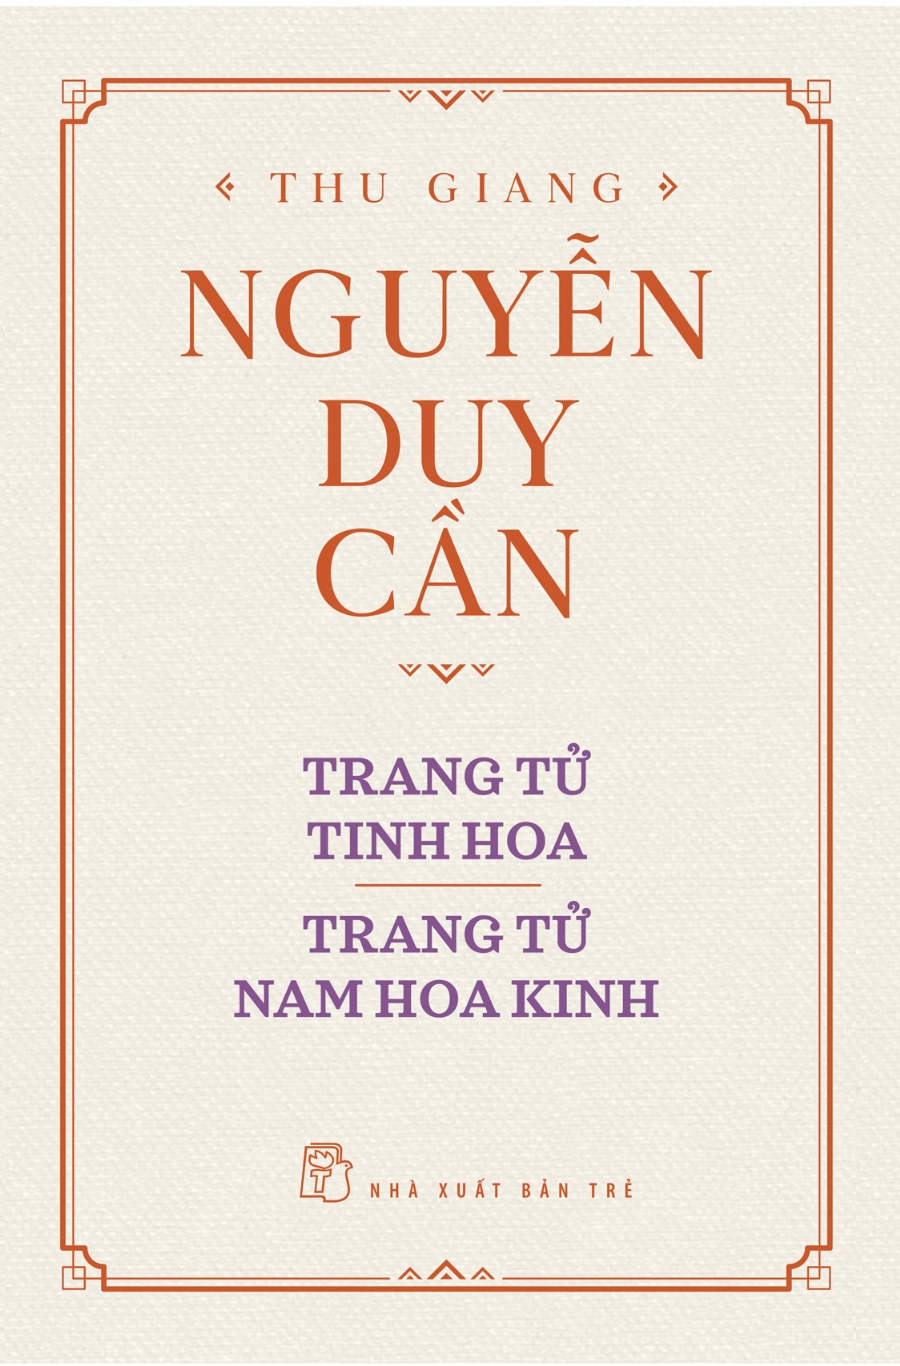 THU GIANG
NGUYỄN
DUY
CẦN
TRANG TỬ
TINH HOA
TRANG TỬ
NAM HOA KINH
T
NHÀ XUẤT BẢN TRẺ